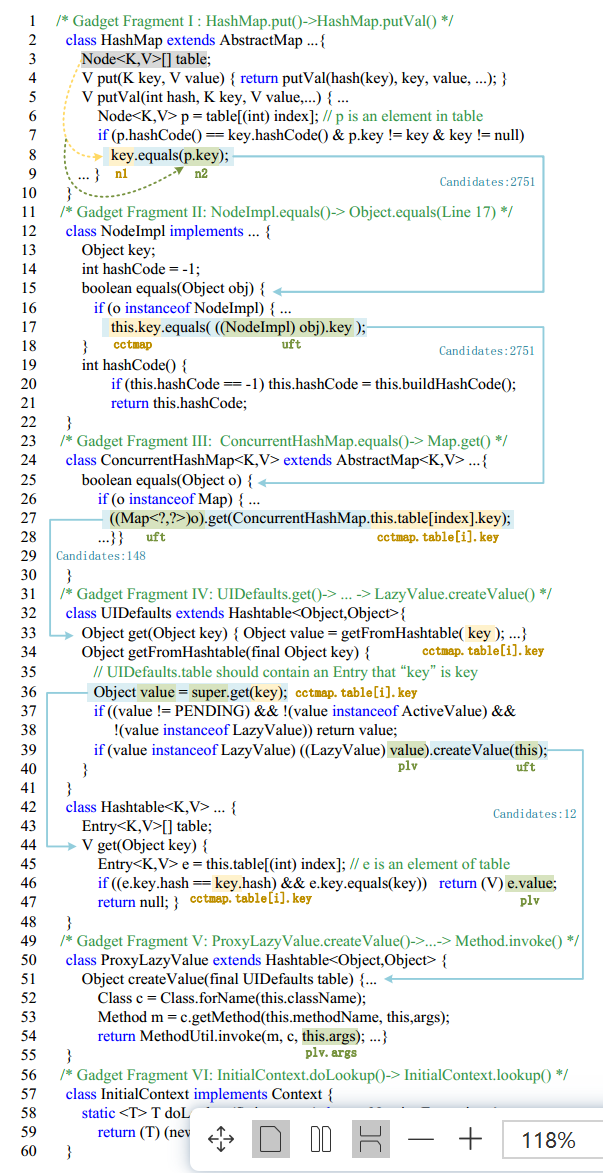 1 /* Gadget Fragment I : HashMap.put()->HashMap.putVal() */
2 class HashMap extends AbstractMap ...{
3 Node<K,V>[] table;
4 V put(K key, V value) { return putVal(hash(key), key, value, ...); }
5 V putVal(int hash, K key, V value,...) { ...
6 Node<K,V> p = table[(int) index]; // p is an element in table
7 if (p.hashCode() == key.hashCode() & p.key != key & key != null)
8 key.equals(p.key);
9 ... } n1 n2
Candidates:2751
10 }
11 /* Gadget Fragment II: NodeImpl.equals()-> Object.equals(Line 17) */
12 class NodeImpl implements ... {
13 Object key;
14 int hashCode = -1;
15 boolean equals(Object obj) {
16 if (o instanceof NodeImpl) { ...
17 this.key.equals( ((NodeImpl) obj).key );
18 } cctmap uft Candidates:2751
19 int hashCode() {
20 if (this.hashCode == -1) this.hashCode = this.buildHashCode();
21 return this.hashCode;
22 }
23 /* Gadget Fragment III: ConcurrentHashMap.equals()-> Map.get() */
24 class ConcurrentHashMap<K,V> extends AbstractMap<K,V> ...{
25 boolean equals(Object o) {
26 if (o instanceof Map) { ...
27 ((Map<?,?>)o).get(ConcurrentHashMap.this.table[index].key);
28 ...}} uft cctmap.table[i].key
29 Candidates:148
30 }
31 /* Gadget Fragment IV: UIDefaults.get()-> ... -> LazyValue.createValue() */
32 class UIDefaults extends Hashtable<Object,Object>{
33 Object get(Object key) { Object value = getFromHashtable( key ); ...}
34 Object getFromHashtable(final Object key) { cctmap.table[i].key
35 // UIDefaults.table should contain an Entry that “key” is key
36 Object value = super.get(key); cctmap.table[i].key
37 if ((value != PENDING) && !(value instanceof ActiveValue) &&
38 !(value instanceof LazyValue)) return value;
39 if (value instanceof LazyValue) ((LazyValue) value).createValue(this);
40 } plv uft
41 }
42 class Hashtable<K,V> ... { Candidates:12
43 Entry<K,V>[] table;
44 V get(Object key) {
45 Entry<K,V> e = this.table[(int) index]; // e is an element of table
46 if ((e.key.hash == key.hash) && e.key.equals(key)) return (V) e.value;
47 return null; } cctmap.table[i].key plv
48 }
49 /* Gadget Fragment V: ProxyLazyValue.createValue()->...-> Method.invoke() */
50 class ProxyLazyValue extends Hashtable<Object,Object> {
51 Object createValue(final UIDefaults table) {...
52 Class c = Class.forName(this.className);
53 Method m = c.getMethod(this.methodName, this,args);
54 return MethodUtil.invoke(m, c, this.args); ...}
55 } plv.args
56 /* Gadget Fragment VI: InitialContext.doLookup()-> InitialContext.lookup() */
57 class InitialContext implements Context {
58 static <T> T doL
59 return (T) (new
60 }
118%